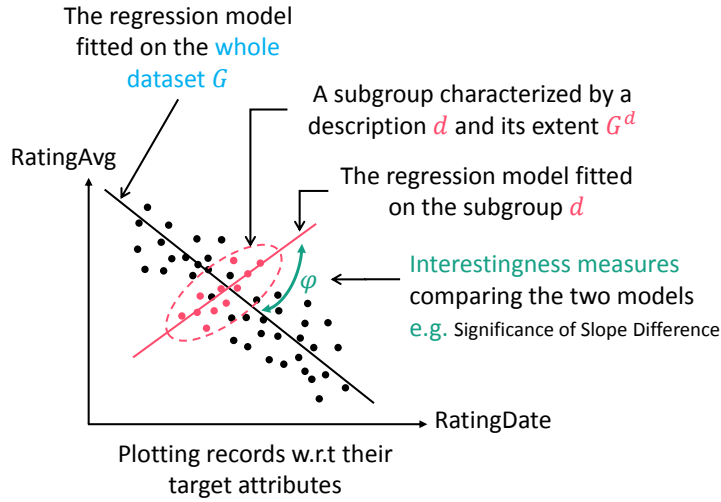 The regression model
fitted on the whole
dataset G
A subgroup characterized by a
description d and its extent G^d
RatingAvg
The regression model fitted
on the subgroup d
φ
Interestingness measures
comparing the two models
e.g. Significance of Slope Difference
RatingDate
Plotting records w.r.t their
target attributes